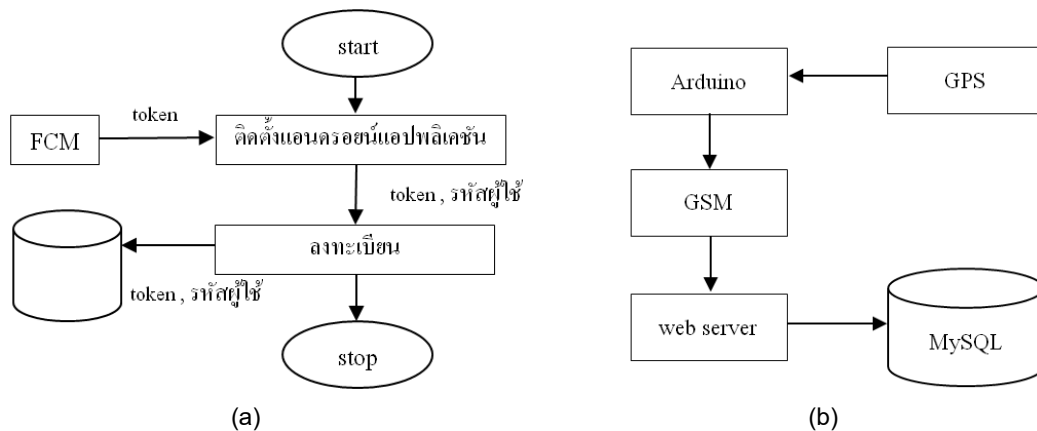 start
token
FCM
ติดตั้งแอนดรอยน์แอปพลิเคชัน
token , รหัสผู้ใช้
ลงทะเบียน
token , รหัสผู้ใช้
stop
(a)
Arduino
GPS
GSM
web server
MySQL
(b)